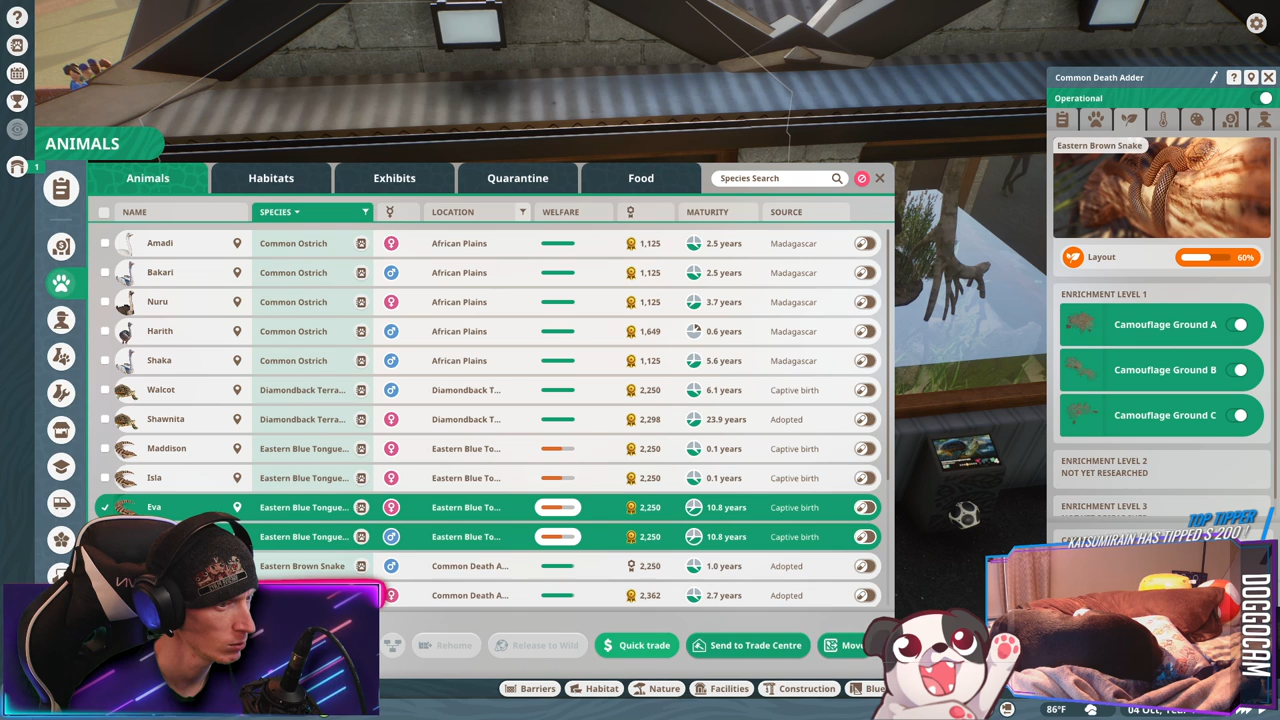 Common Death Adder
Operational
ANIMALS
1
Animals Habitats Exhibits Quarantine Food Species Search
NAME SPECIES LOCATION WELFARE MATURITY SOURCE
Amadi Common Ostrich African Plains 1,125 2.5 years Madagascar
Bakari Common Ostrich African Plains 1,125 2.5 years Madagascar
Nuru Common Ostrich African Plains 1,125 3.7 years Madagascar
Harith Common Ostrich African Plains 1,649 0.6 years Madagascar
Shaka Common Ostrich African Plains 1,125 5.6 years Madagascar
Walcot Diamondback Terra... Diamondback T... 2,250 6.1 years Captive birth
Shawnita Diamondback Terra... Diamondback T... 2,298 23.9 years Adopted
Maddison Eastern Blue Tongue... Eastern Blue To... 2,250 0.1 years Captive birth
Isla Eastern Blue Tongue... Eastern Blue To... 2,250 0.1 years Captive birth
Eva Eastern Blue Tongue... Eastern Blue To... 2,250 10.8 years Captive birth
Eastern Blue Tongue... Eastern Blue To... 2,250 10.8 years Captive birth
Eastern Brown Snake Common Death A... 2,250 1.0 years Adopted
Common Death A... 2,362 2.7 years Adopted
Rehome Release to Wild $ Quick trade Send to Trade Centre Move
Barriers Habitat Nature Facilities Construction Blue
Eastern Brown Snake
Layout 60%
ENRICHMENT LEVEL 1
Camouflage Ground A
Camouflage Ground B
Camouflage Ground C
ENRICHMENT LEVEL 2
NOT YET RESEARCHED
ENRICHMENT LEVEL 3
TOP TIPPER
KATSUMIRAIN HAS TIPPED $ 200!
DOGGOCAM
86°F